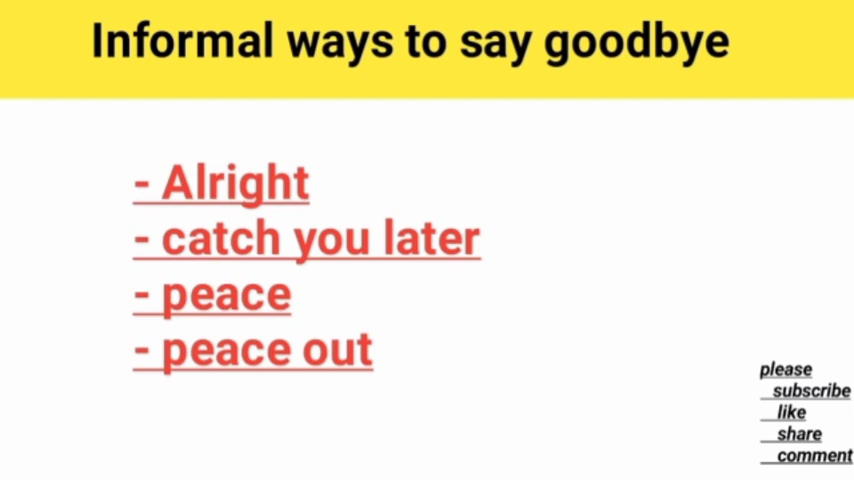 Informal ways to say goodbye
- Alright
- catch you later
- peace
- peace out
please
subscribe
like
share
comment